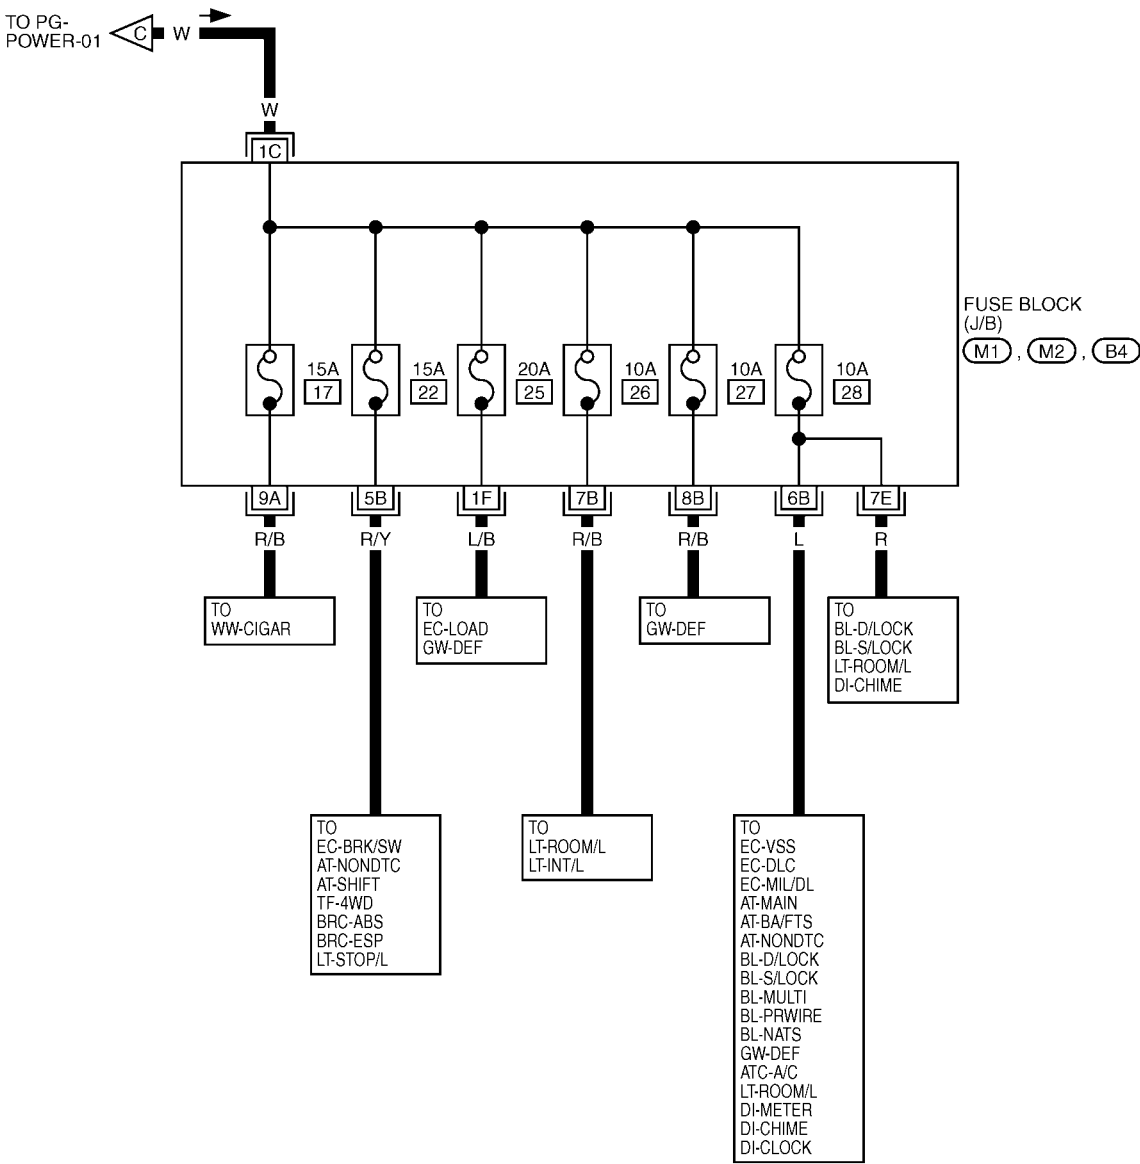 TO PG-
POWER-01
C
W
W
1C
FUSE BLOCK
(J/B)
M1 , M2 , B4
15A
17
15A
22
20A
25
10A
26
10A
27
10A
28
9A
5B
1F
7B
8B
6B
7E
R/B
R/Y
L/B
R/B
R/B
L
R
TO
WW-CIGAR
TO
EC-LOAD
GW-DEF
TO
GW-DEF
TO
BL-D/LOCK
BL-S/LOCK
LT-ROOM/L
DI-CHIME
TO
EC-BRK/SW
AT-NONDTC
AT-SHIFT
TF-4WD
BRC-ABS
BRC-ESP
LT-STOP/L
TO
LT-ROOM/L
LT-INT/L
TO
EC-VSS
EC-DLC
EC-MIL/DL
AT-MAIN
AT-BA/FTS
AT-NONDTC
BL-D/LOCK
BL-S/LOCK
BL-MULTI
BL-PRWIRE
BL-NATS
GW-DEF
ATC-A/C
LT-ROOM/L
DI-METER
DI-CHIME
DI-CLOCK